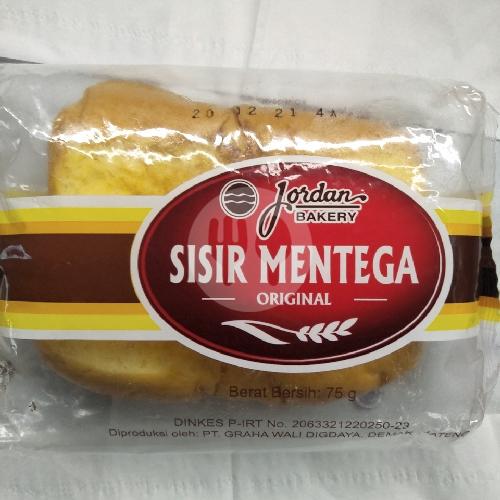 20 02 21 4A
Jordan
BAKERY
SISIR MENTEGA
ORIGINAL
Berat Bersih: 75 g
DINKES P-IRT No. 2063321220250-23
Diproduksi oleh: PT. GRAHA WALI DIGDAYA, DEMAK